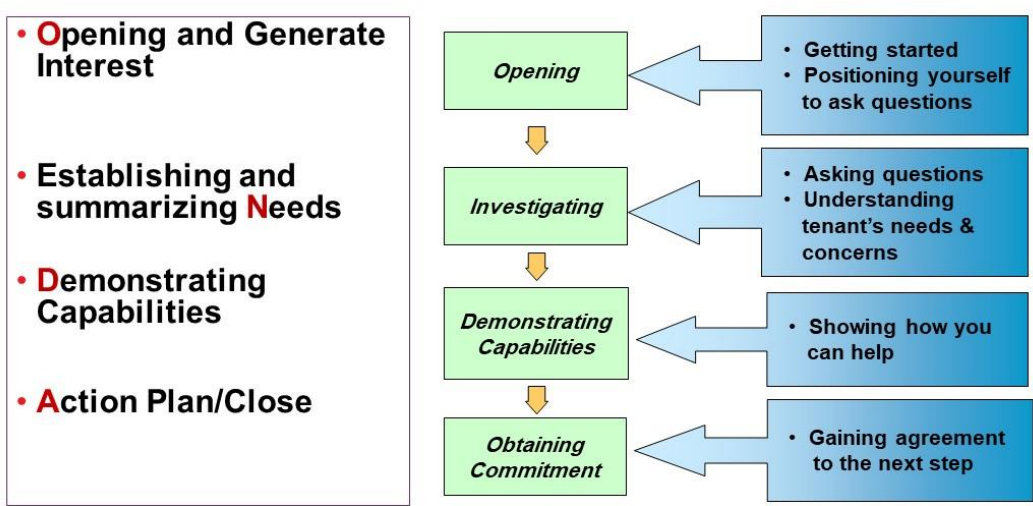 • Opening and Generate
Interest
• Establishing and
summarizing Needs
• Demonstrating
Capabilities
• Action Plan/Close
Opening
Investigating
Demonstrating
Capabilities
Obtaining
Commitment
• Getting started
• Positioning yourself
to ask questions
• Asking questions
• Understanding
tenant's needs &
concerns
• Showing how you
can help
• Gaining agreement
to the next step